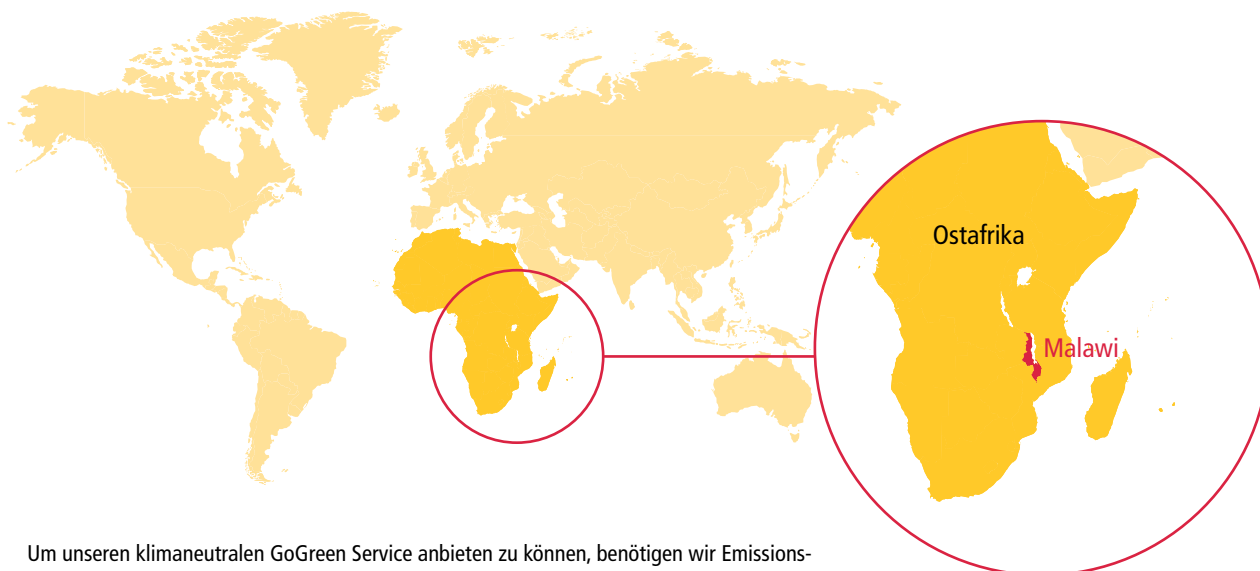 Ostafrika
Malawi
Um unseren klimaneutralen GoGreen Service anbieten zu können, benötigen wir Emissions-